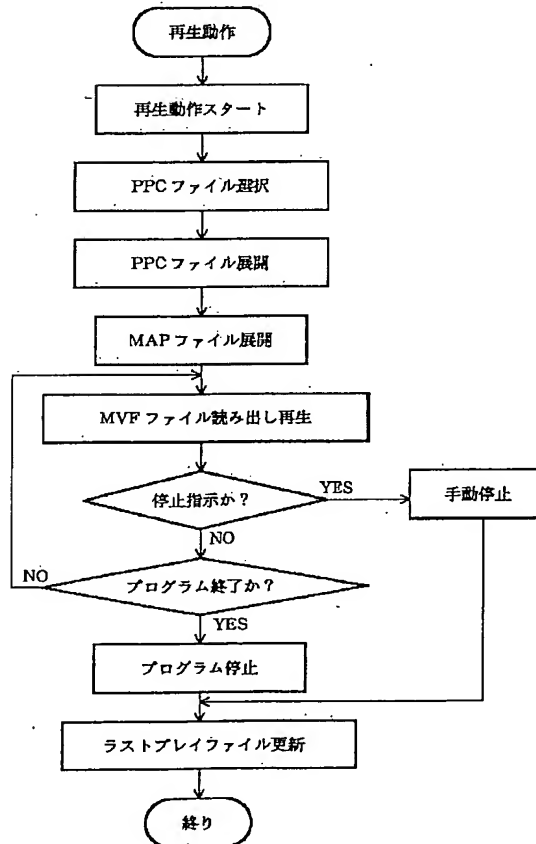 再生動作
再生動作スタート
PPCファイル選択
PPCファイル展開
MAPファイル展開
MVFファイル読み出し再生
停止指示か?
YES
手動停止
NO
プログラム終了か?
NO
YES
プログラム停止
ラストプレイファイル更新
終り